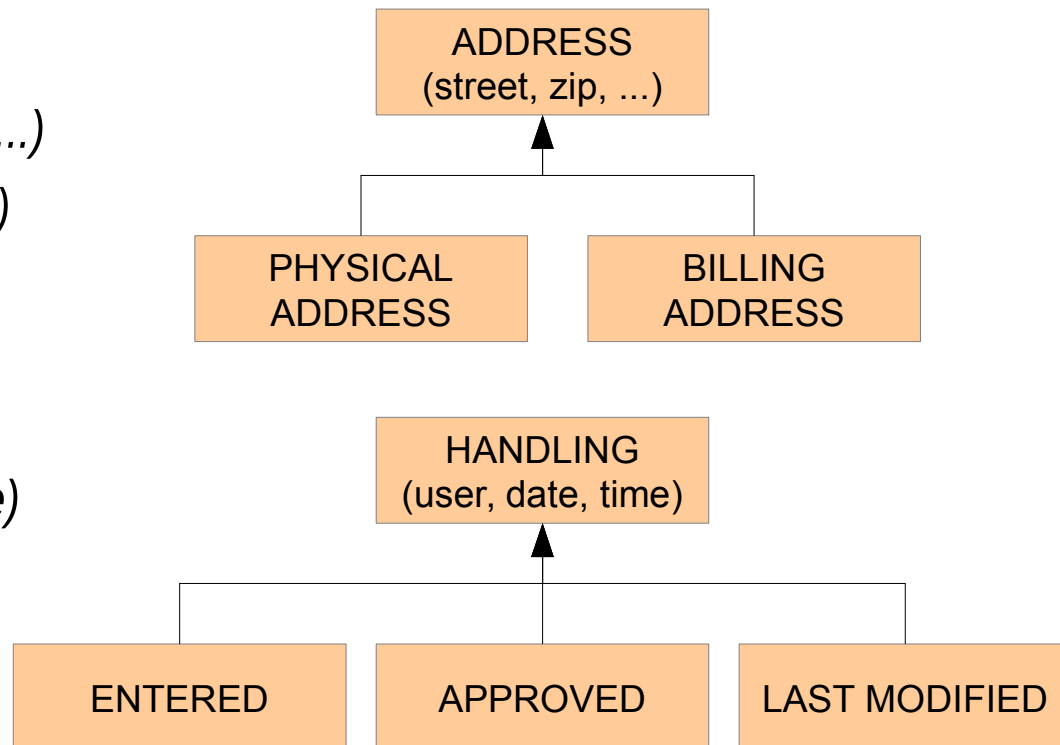 ADDRESS
(street, zip, ...)
...)
)
PHYSICAL
ADDRESS
BILLING
ADDRESS
HANDLING
(user, date, time)
e)
ENTERED
APPROVED
LAST MODIFIED